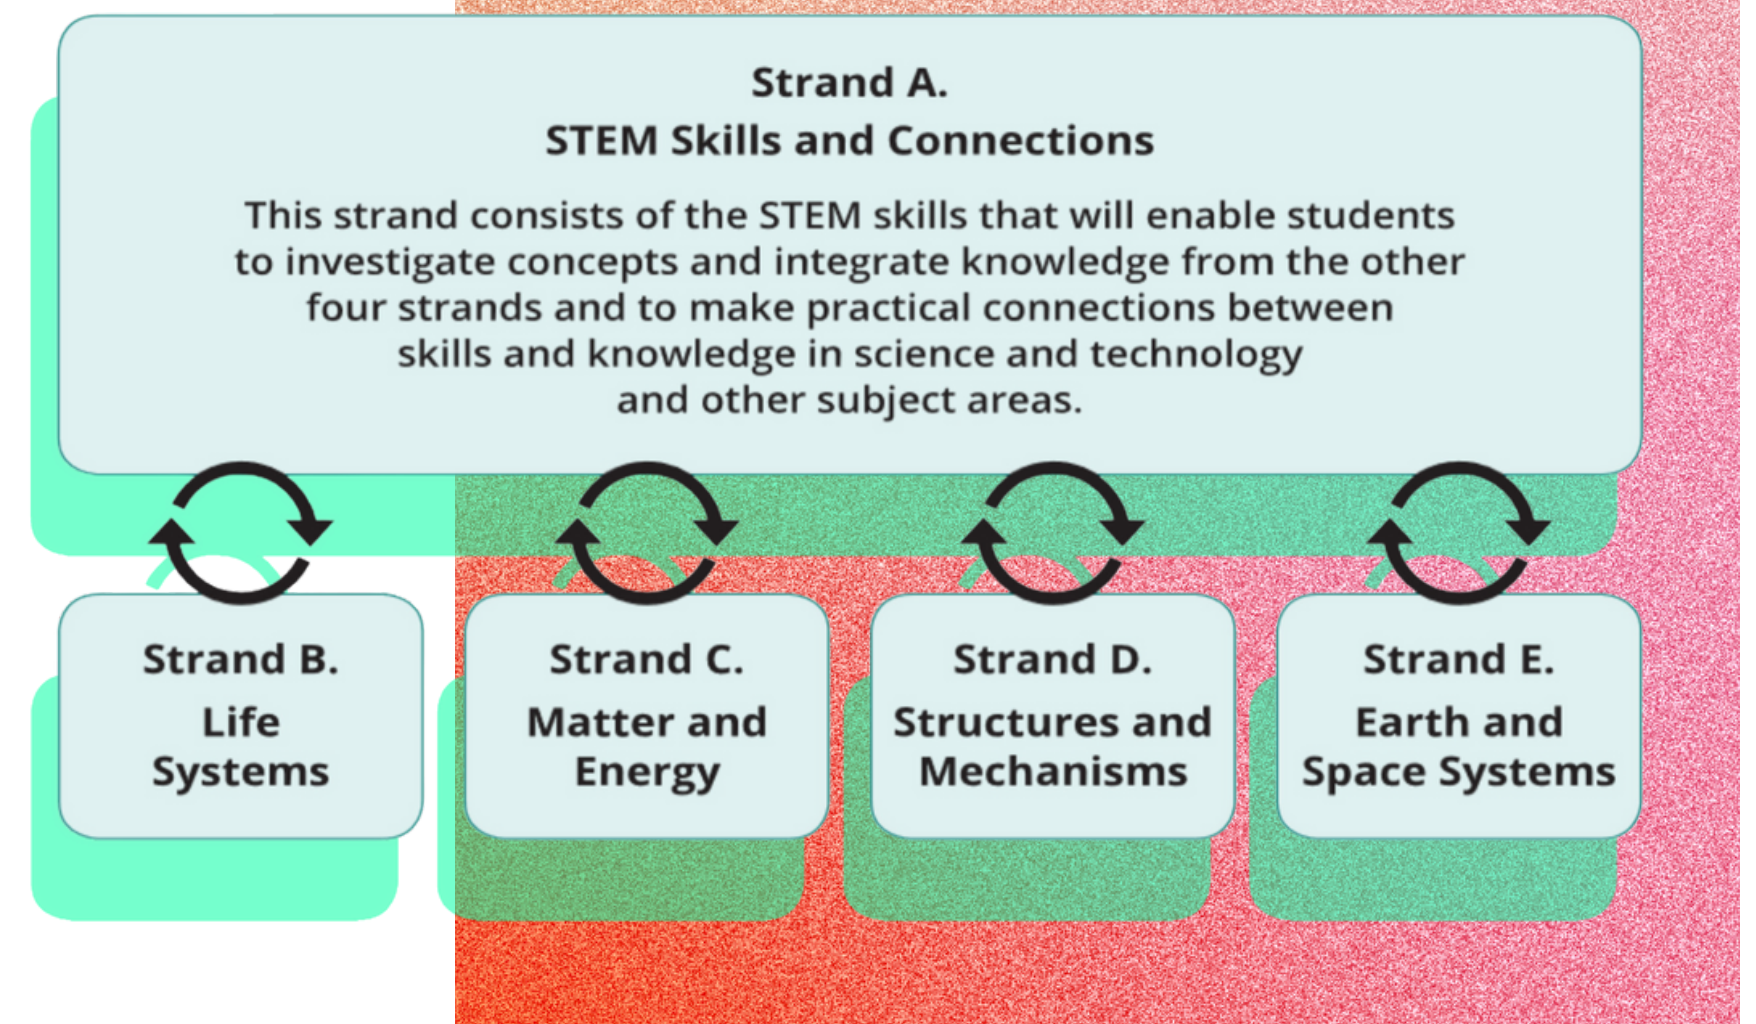 Strand A.
STEM Skills and Connections
This strand consists of the STEM skills that will enable students
to investigate concepts and integrate knowledge from the other
four strands and to make practical connections between
skills and knowledge in science and technology
and other subject areas.
Strand B.
Life
Systems
Strand C.
Matter and
Energy
Strand D.
Structures and
Mechanisms
Strand E.
Earth and
Space Systems